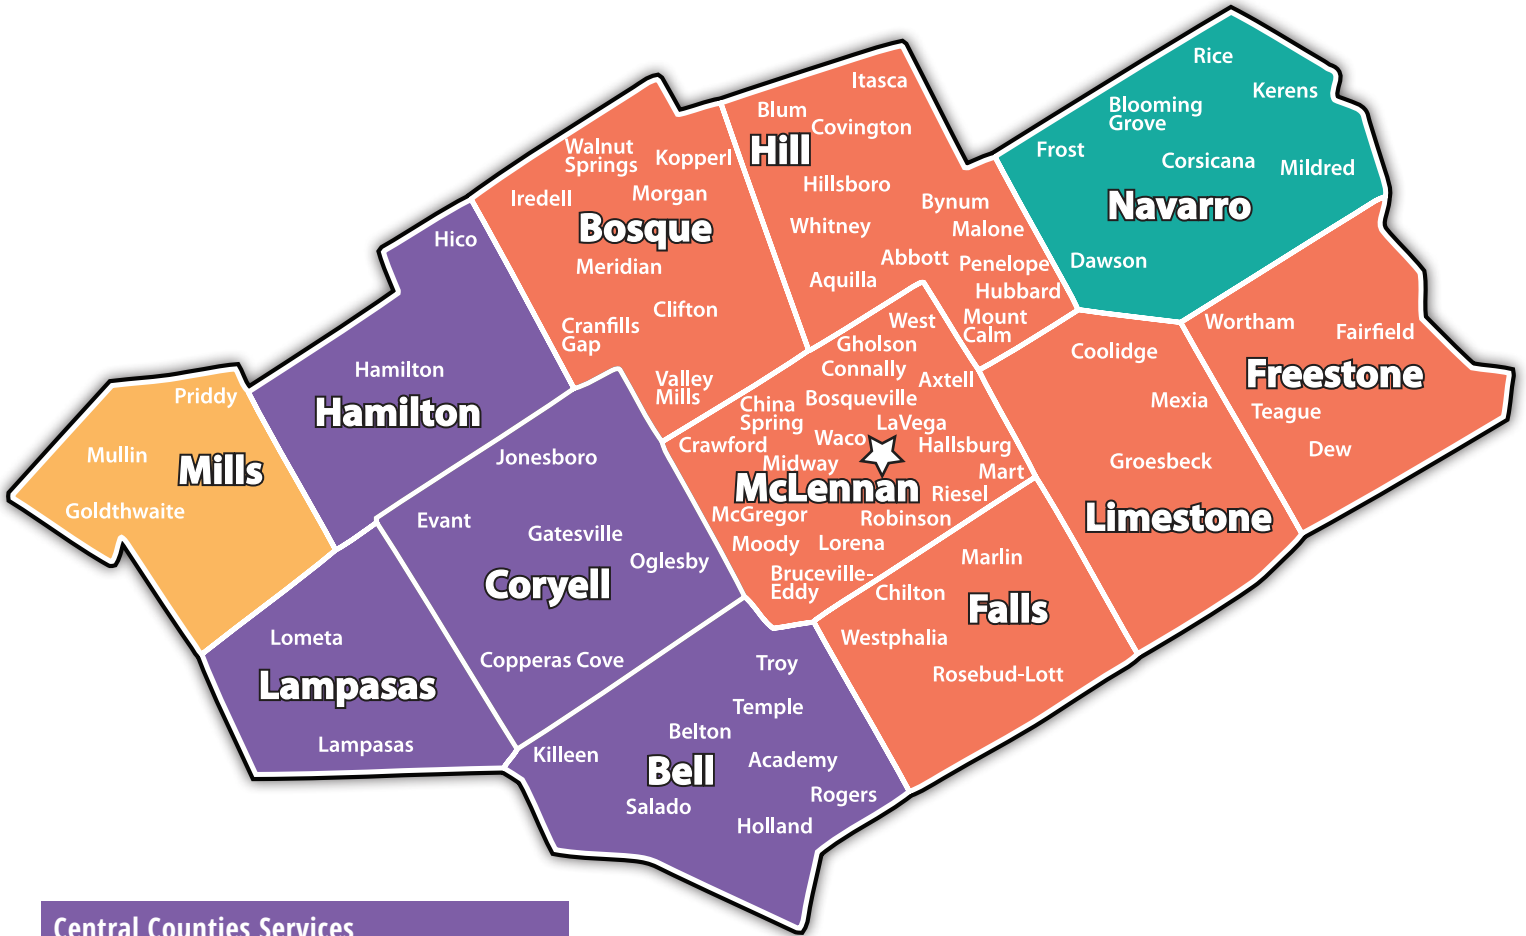 Rice
Kerens
Blooming
Grove
Frost
Corsicana
Mildred
Navarro
Dawson
Itasca
Blum
Covington
Hill
Hillsboro
Bynum
Whitney
Malone
Abbott
Penelope
Aquilla
Hubbard
Mount
Calm
Walnut
Springs
Kopperl
Iredell
Morgan
Bosque
Meridian
Clifton
Cranfills
Gap
Valley
Mills
Hico
Hamilton
Hamilton
Priddy
Mullin
Mills
Goldthwaite
West
Gholson
Connally
Axtell
Bosqueville
China
Spring
LaVega
Waco
Crawford
Hallsburg
Midway
Mart
McLennan
Riesel
McGregor
Robinson
Moody
Lorena
Bruceville-
Eddy
Wortham
Fairfield
Freestone
Teague
Dew
Coolidge
Mexia
Groesbeck
Limestone
Marlin
Chilton
Falls
Westphalia
Rosebud-Lott
Jonesboro
Evant
Gatesville
Oglesby
Coryell
Copperas Cove
Lometa
Lampasas
Lampasas
Troy
Temple
Belton
Killeen
Academy
Bell
Rogers
Salado
Holland
Central Counties Services